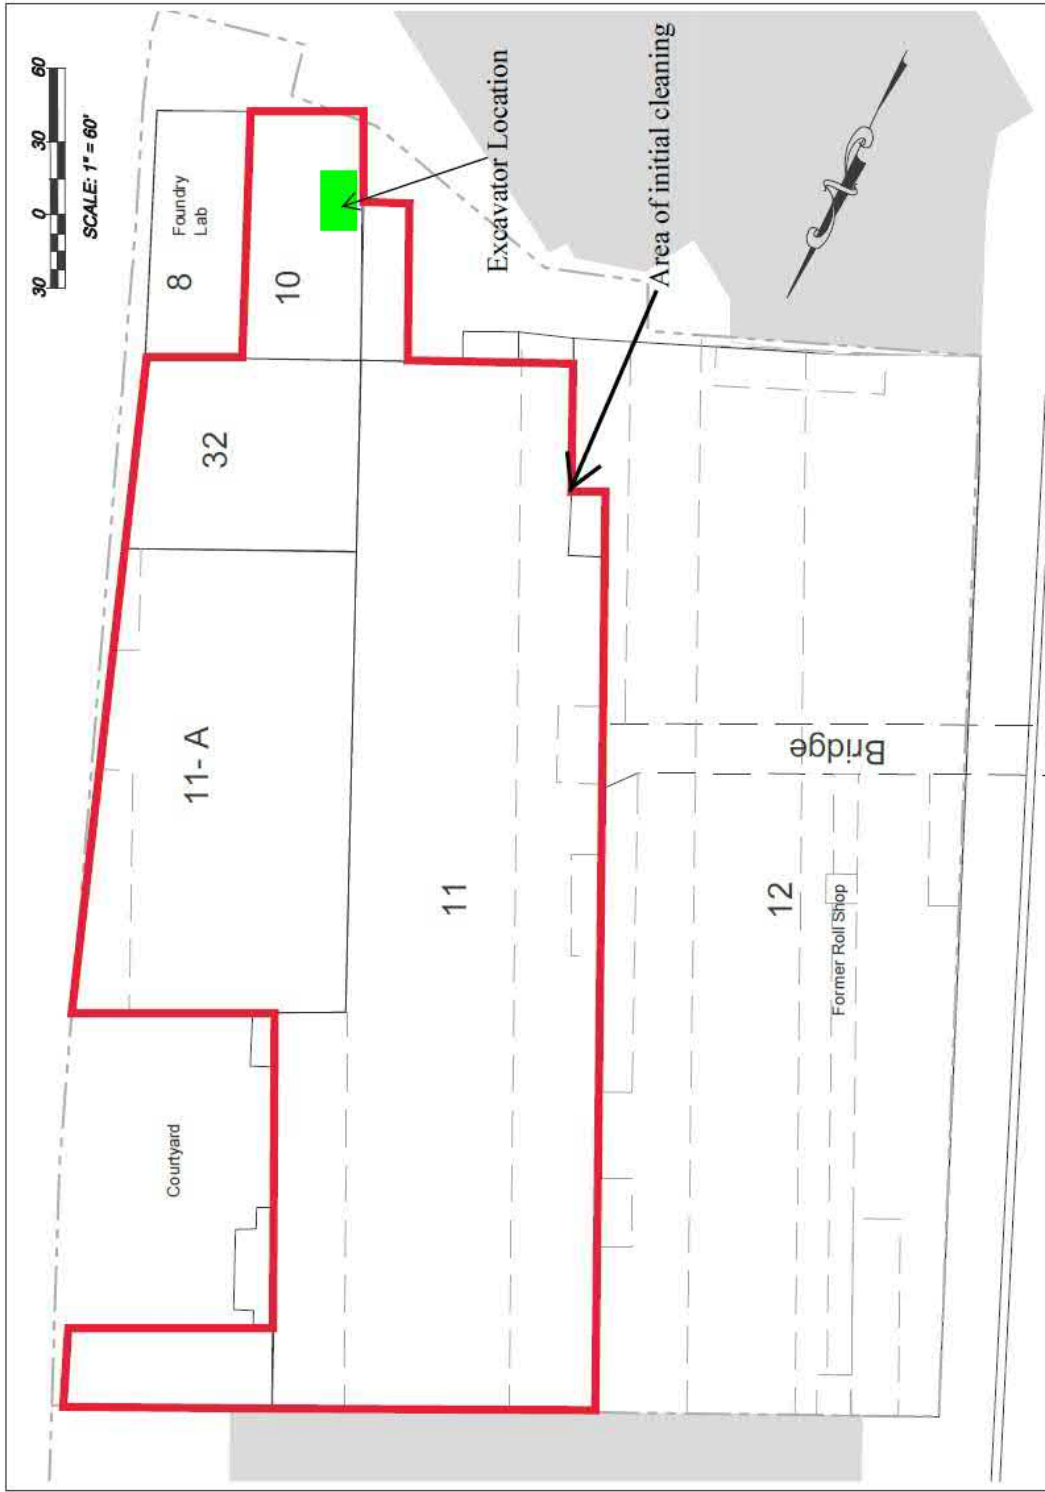 60
30
0
30
SCALE: 1" = 60'
Foundry
Lab
8
10
Excavator Location
Area of initial cleaning
32
11- A
11
Bridge
12
Former Roll Shop
Courtyard